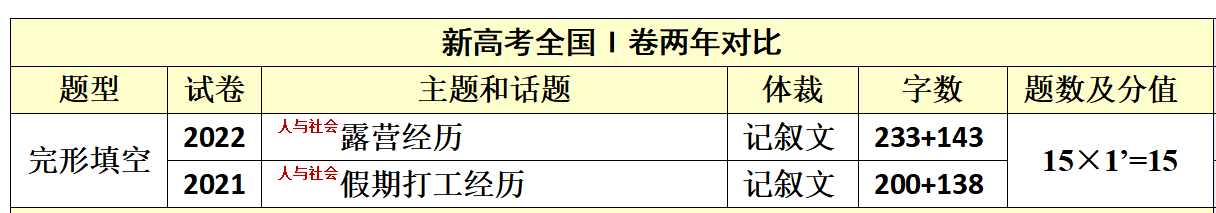 新高考全国Ⅰ卷两年对比
题型 试卷 主题和话题 体裁 字数 题数及分值
完形填空 2022 人与社会露营经历 记叙文 233+143 15×1’=15
2021 人与社会假期打工经历 记叙文 200+138